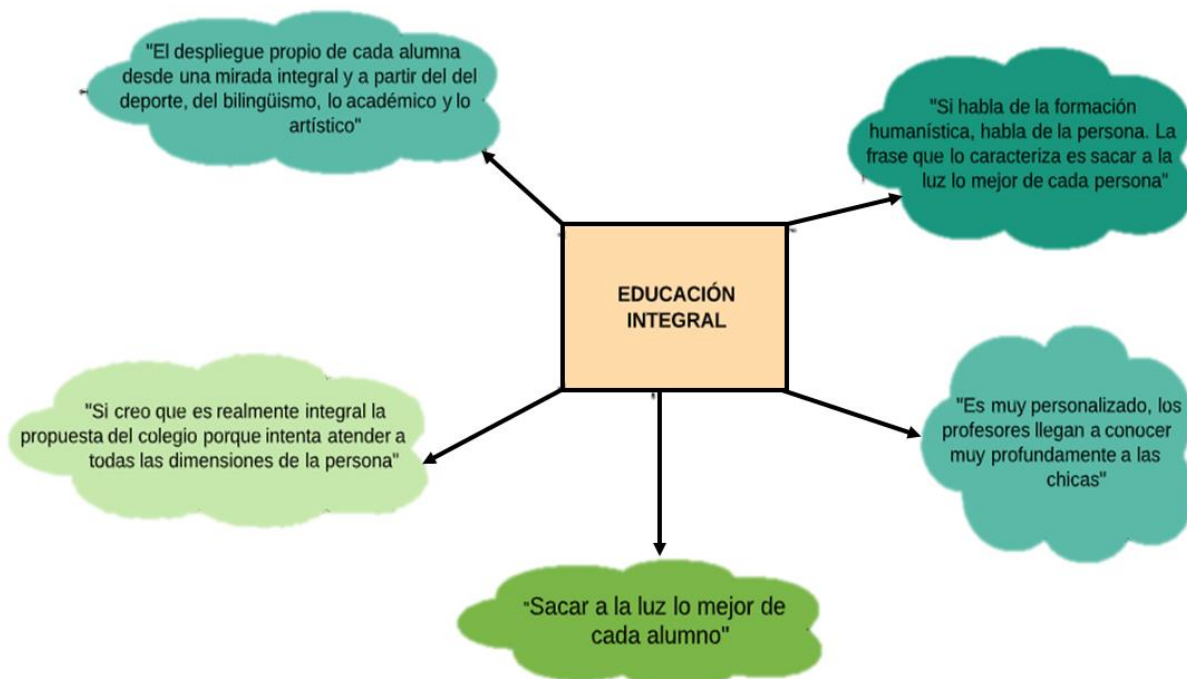 "El despliegue propio de cada alumna
desde una mirada integral y a partir del del
deporte, del bilingüismo, lo académico y lo
artístico"
"Si habla de la formación
humanística, habla de la persona. La
frase que lo caracteriza es sacar a la
luz lo mejor de cada persona"
EDUCACIÓN
INTEGRAL
"Si creo que es realmente integral la
propuesta del colegio porque intenta atender a
todas las dimensiones de la persona"
"Es muy personalizado, los
profesores llegan a conocer
muy profundamente a las
chicas"
"Sacar a la luz lo mejor de
cada alumno"